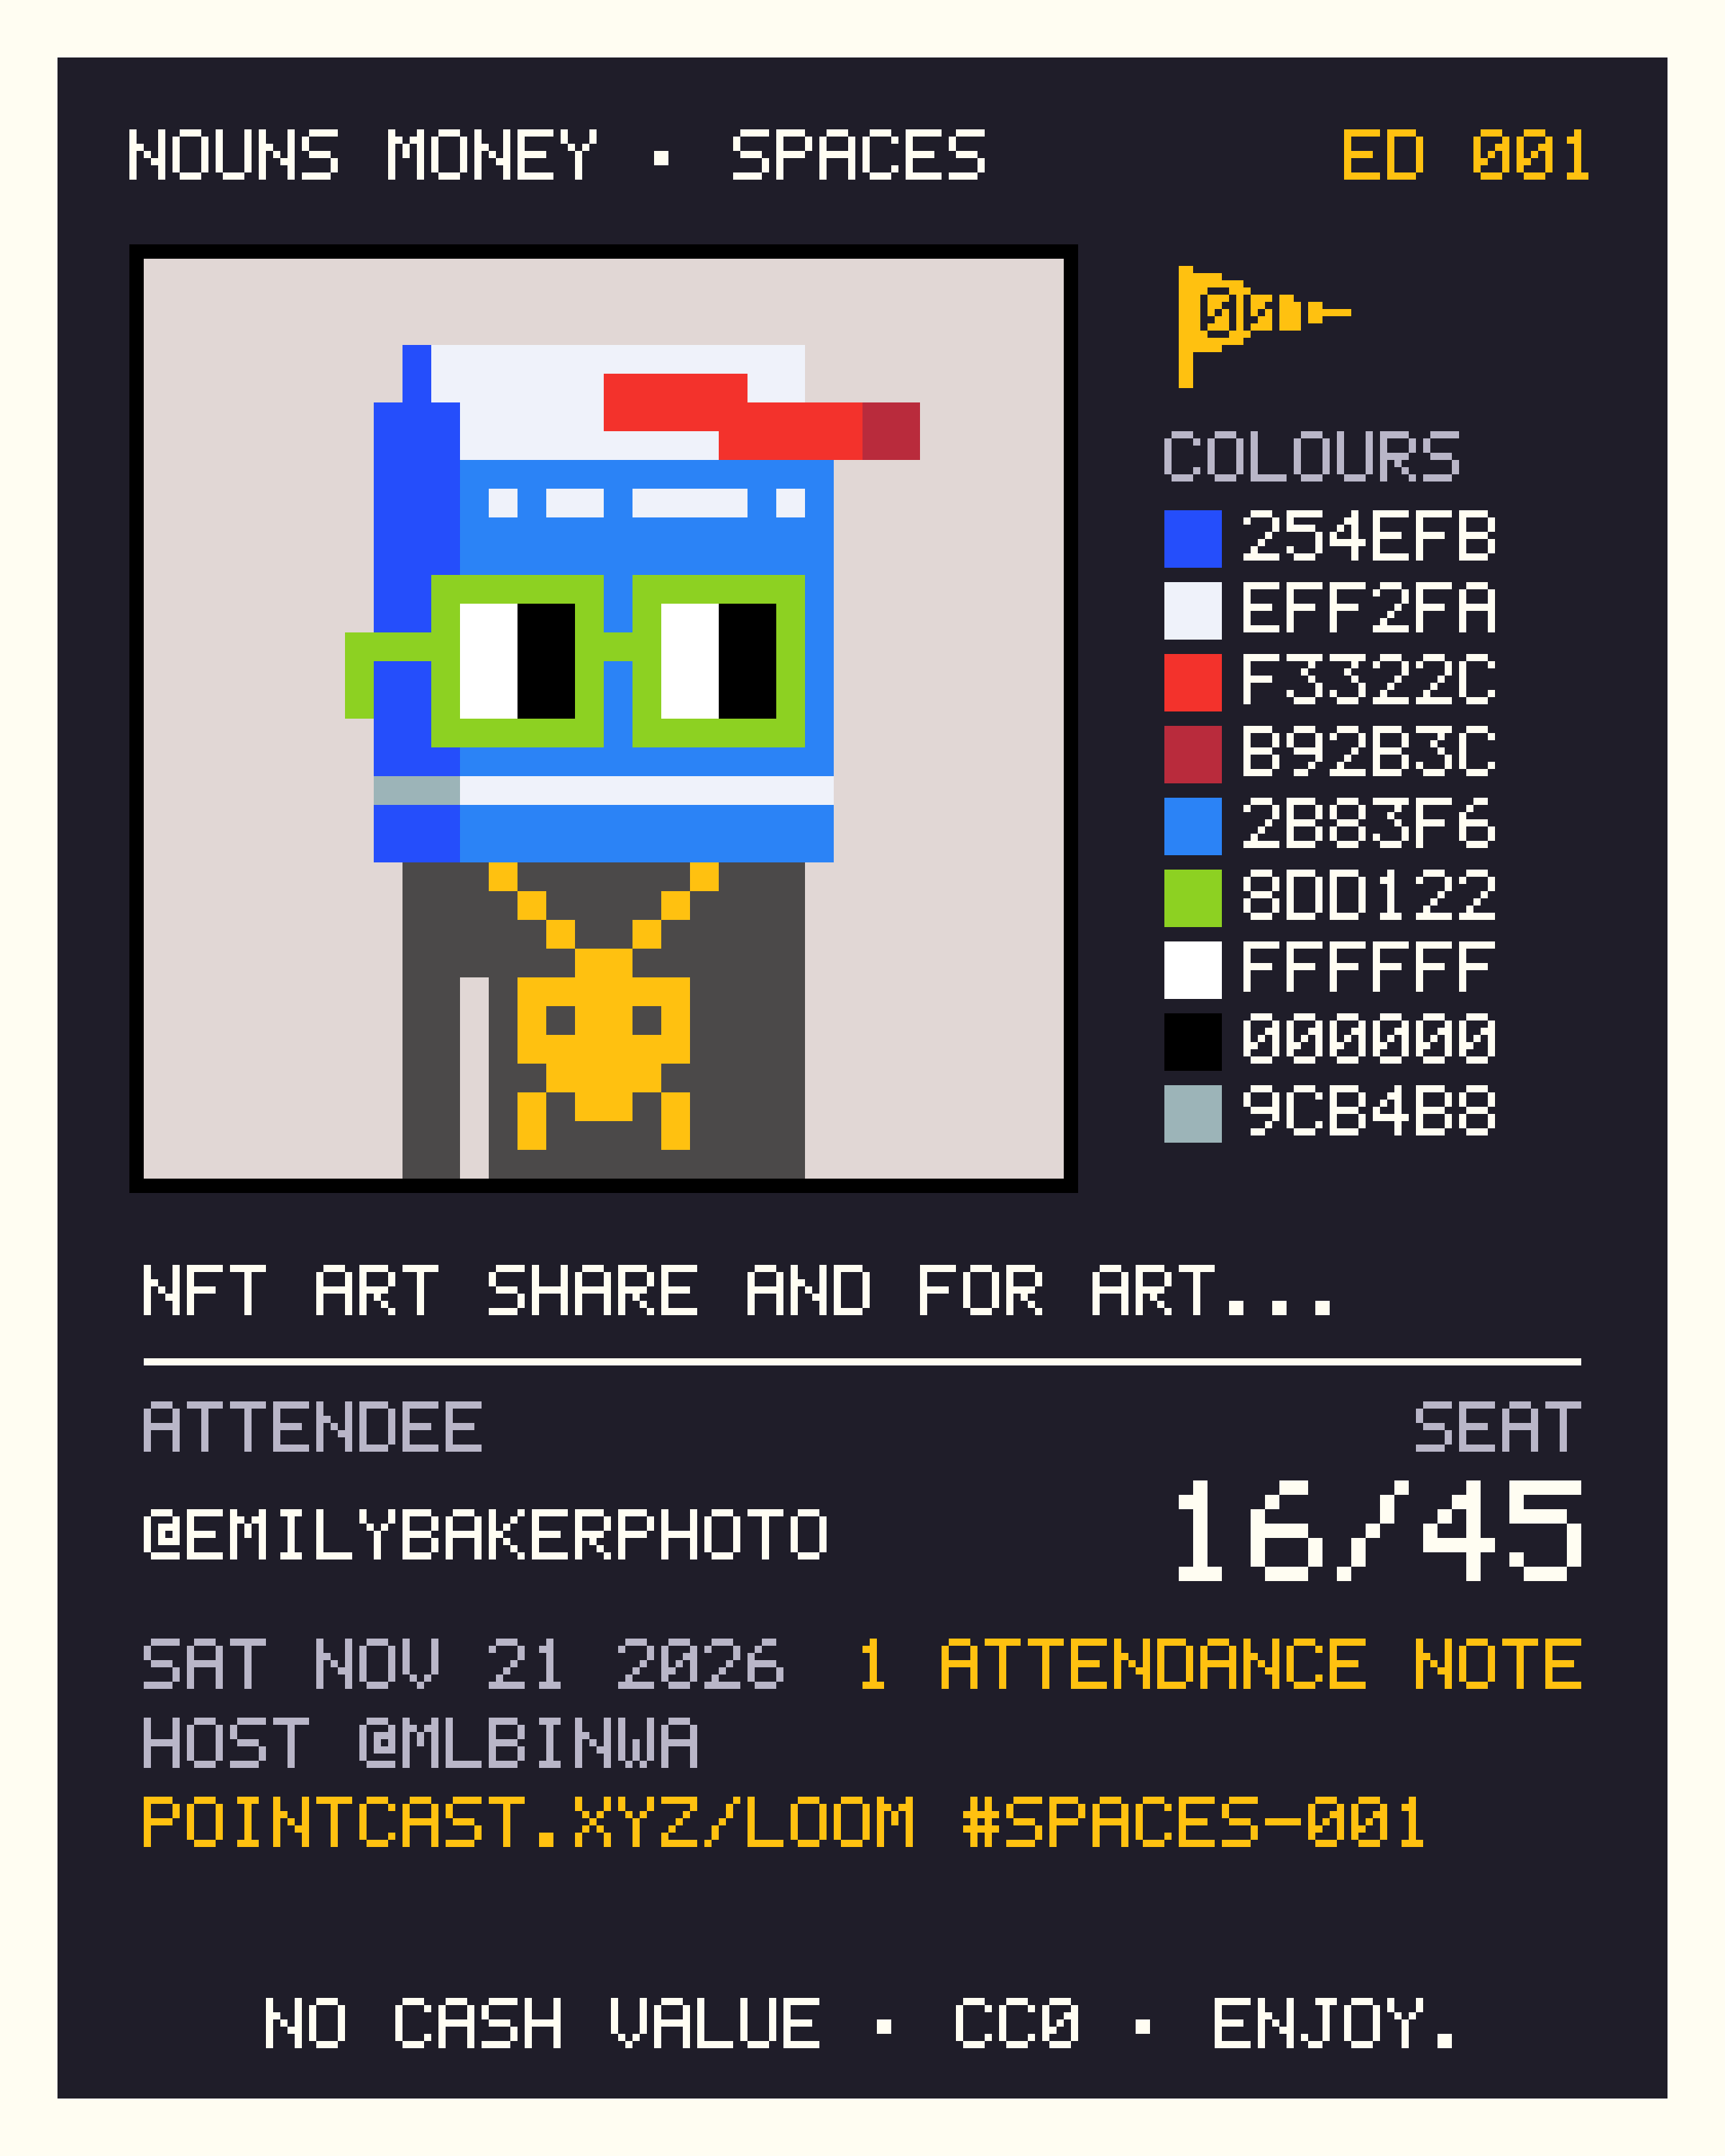 NOUNS MONEY · SPACES ED 001
COLOURS
254EFB
EFF2FA
F3322C
B92B3C
2B83F6
8DD122
FFFFFF
000000
9CB4B8
NFT ART SHARE AND FOR ART...
ATTENDEE SEAT
@EMILYBAKERPHOTO 16/45
SAT NOV 21 2026 1 ATTENDANCE NOTE
HOST @MLBINWA
POINTCAST.XYZ/LOOM #SPACES-001
NO CASH VALUE · CC0 · ENJOY.